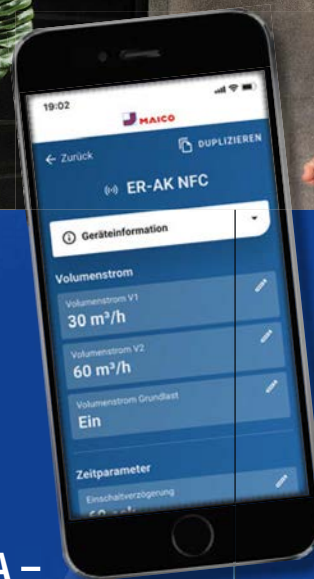 19:02
MAICO
← Zurück
DUPLIZIEREN
ER-AK NFC
Geräteinformation
Volumenstrom
Volumenstrom V1
30 m³/h
Volumenstrom V2
60 m³/h
Volumenstrom Grundlast
Ein
Zeitparameter
Einschaltverzögerung
A –